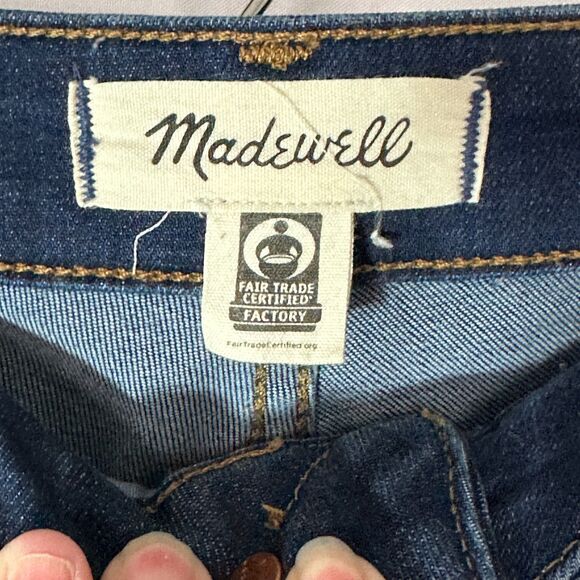 Madewell
FAIR TRADE
CERTIFIED
FACTORY
FairTradeCertified.org